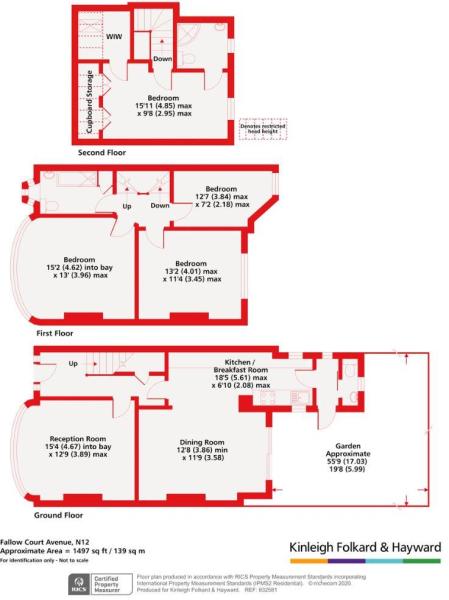 W/W
Down
Cupboard Storage
Bedroom
15'11 (4.85) max
x 9'8 (2.95) max
Denotes restricted
head height
Second Floor
Bedroom
12'7 (3.84) max
x 7'2 (2.18) max
Up
Down
Bedroom
15'2 (4.62) into bay
x 13' (3.96) max
Bedroom
13'2 (4.01) max
x 11'4 (3.45) max
First Floor
Up
Kitchen /
Breakfast Room
18'5 (5.61) max
x 6'10 (2.08) max
Reception Room
15'4 (4.67) into bay
x 12'9 (3.89) max
Dining Room
12'8 (3.86) min
x 11'9 (3.58)
Garden
Approximate
55'9 (17.03)
19'8 (5.99)
Ground Floor
Fallow Court Avenue, N12
Approximate Area = 1497 sq ft / 139 sq m
For identification only - Not to scale
Kinleigh Folkard & Hayward
RICS
Certified
Property
Measurer
Floor plan produced in accordance with RICS Property Measurement Standards incorporating
International Property Measurement Standards (IPMS2 Residential). ©nichecom 2020.
Produced for Kinleigh Folkard & Hayward. REF: 632581